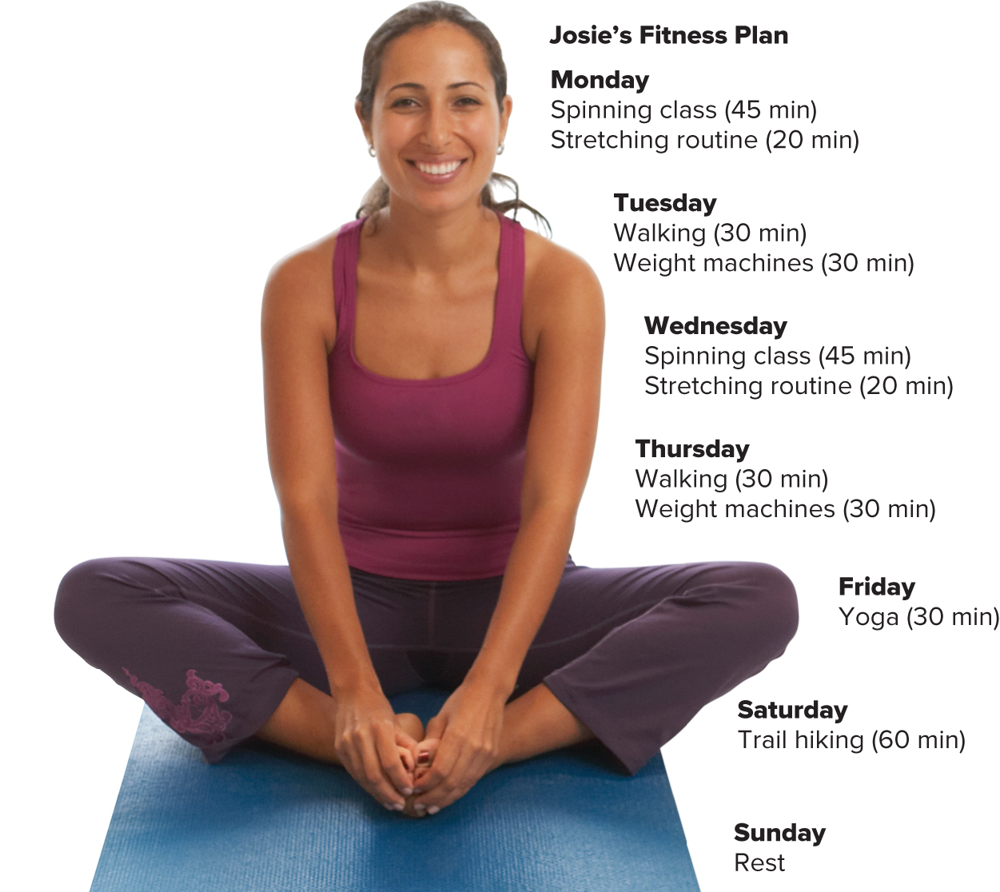 Josie’s Fitness Plan
Monday
Spinning class (45 min)
Stretching routine (20 min)
Tuesday
Walking (30 min)
Weight machines (30 min)
Wednesday
Spinning class (45 min)
Stretching routine (20 min)
Thursday
Walking (30 min)
Weight machines (30 min)
Friday
Yoga (30 min)
Saturday
Trail hiking (60 min)
Sunday
Rest